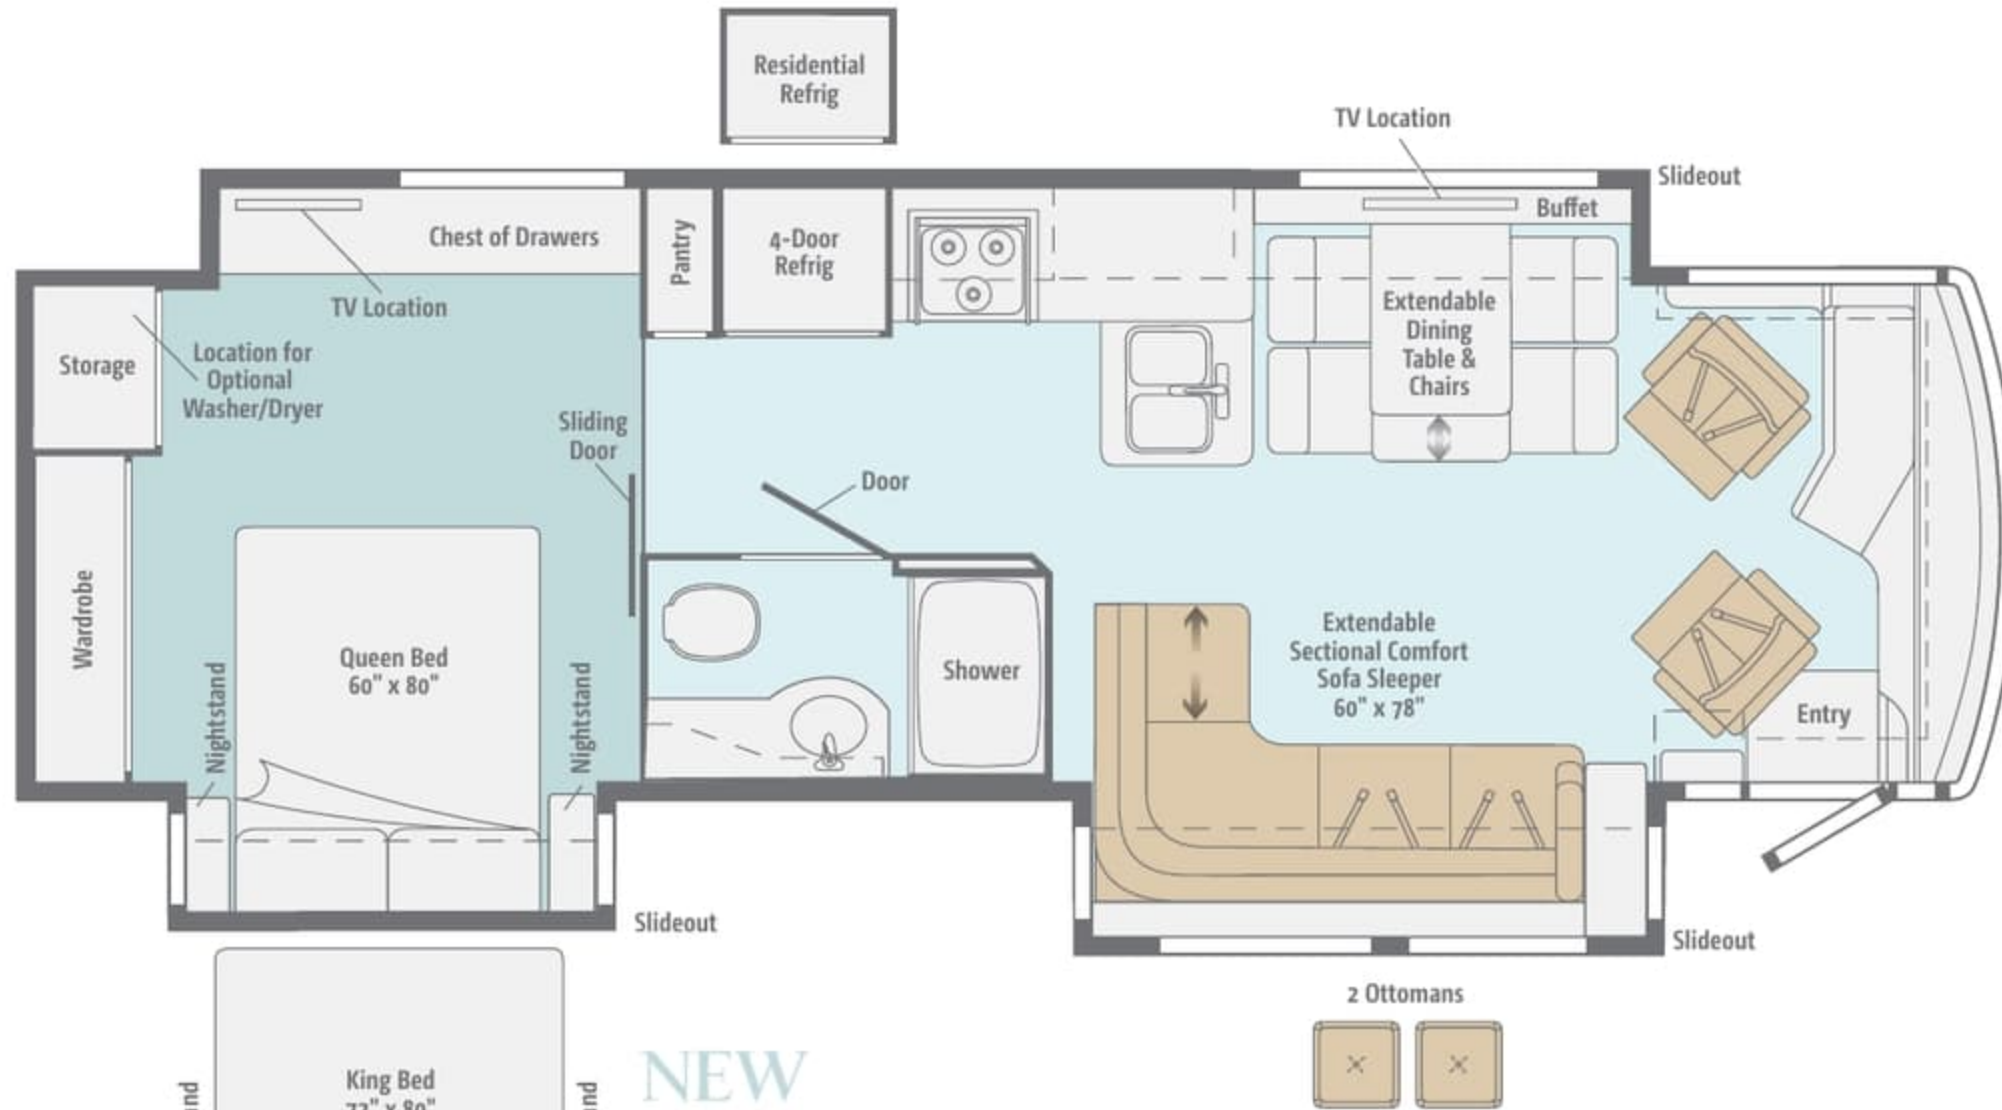 Residential
Refrig
TV Location
Slideout
Buffet
Chest of Drawers
Pantry
4-Door
Refrig
TV Location
Storage
Location for
Optional
Washer/Dryer
Extendable
Dining
Table &
Chairs
Sliding
Door
Door
Wardrobe
Nightstand
Queen Bed
60" x 80"
Nightstand
Shower
Extendable
Sectional Comfort
Sofa Sleeper
60" x 78"
Entry
Slideout
Slideout
2 Ottomans
King Bed
72" x 80"
NEW